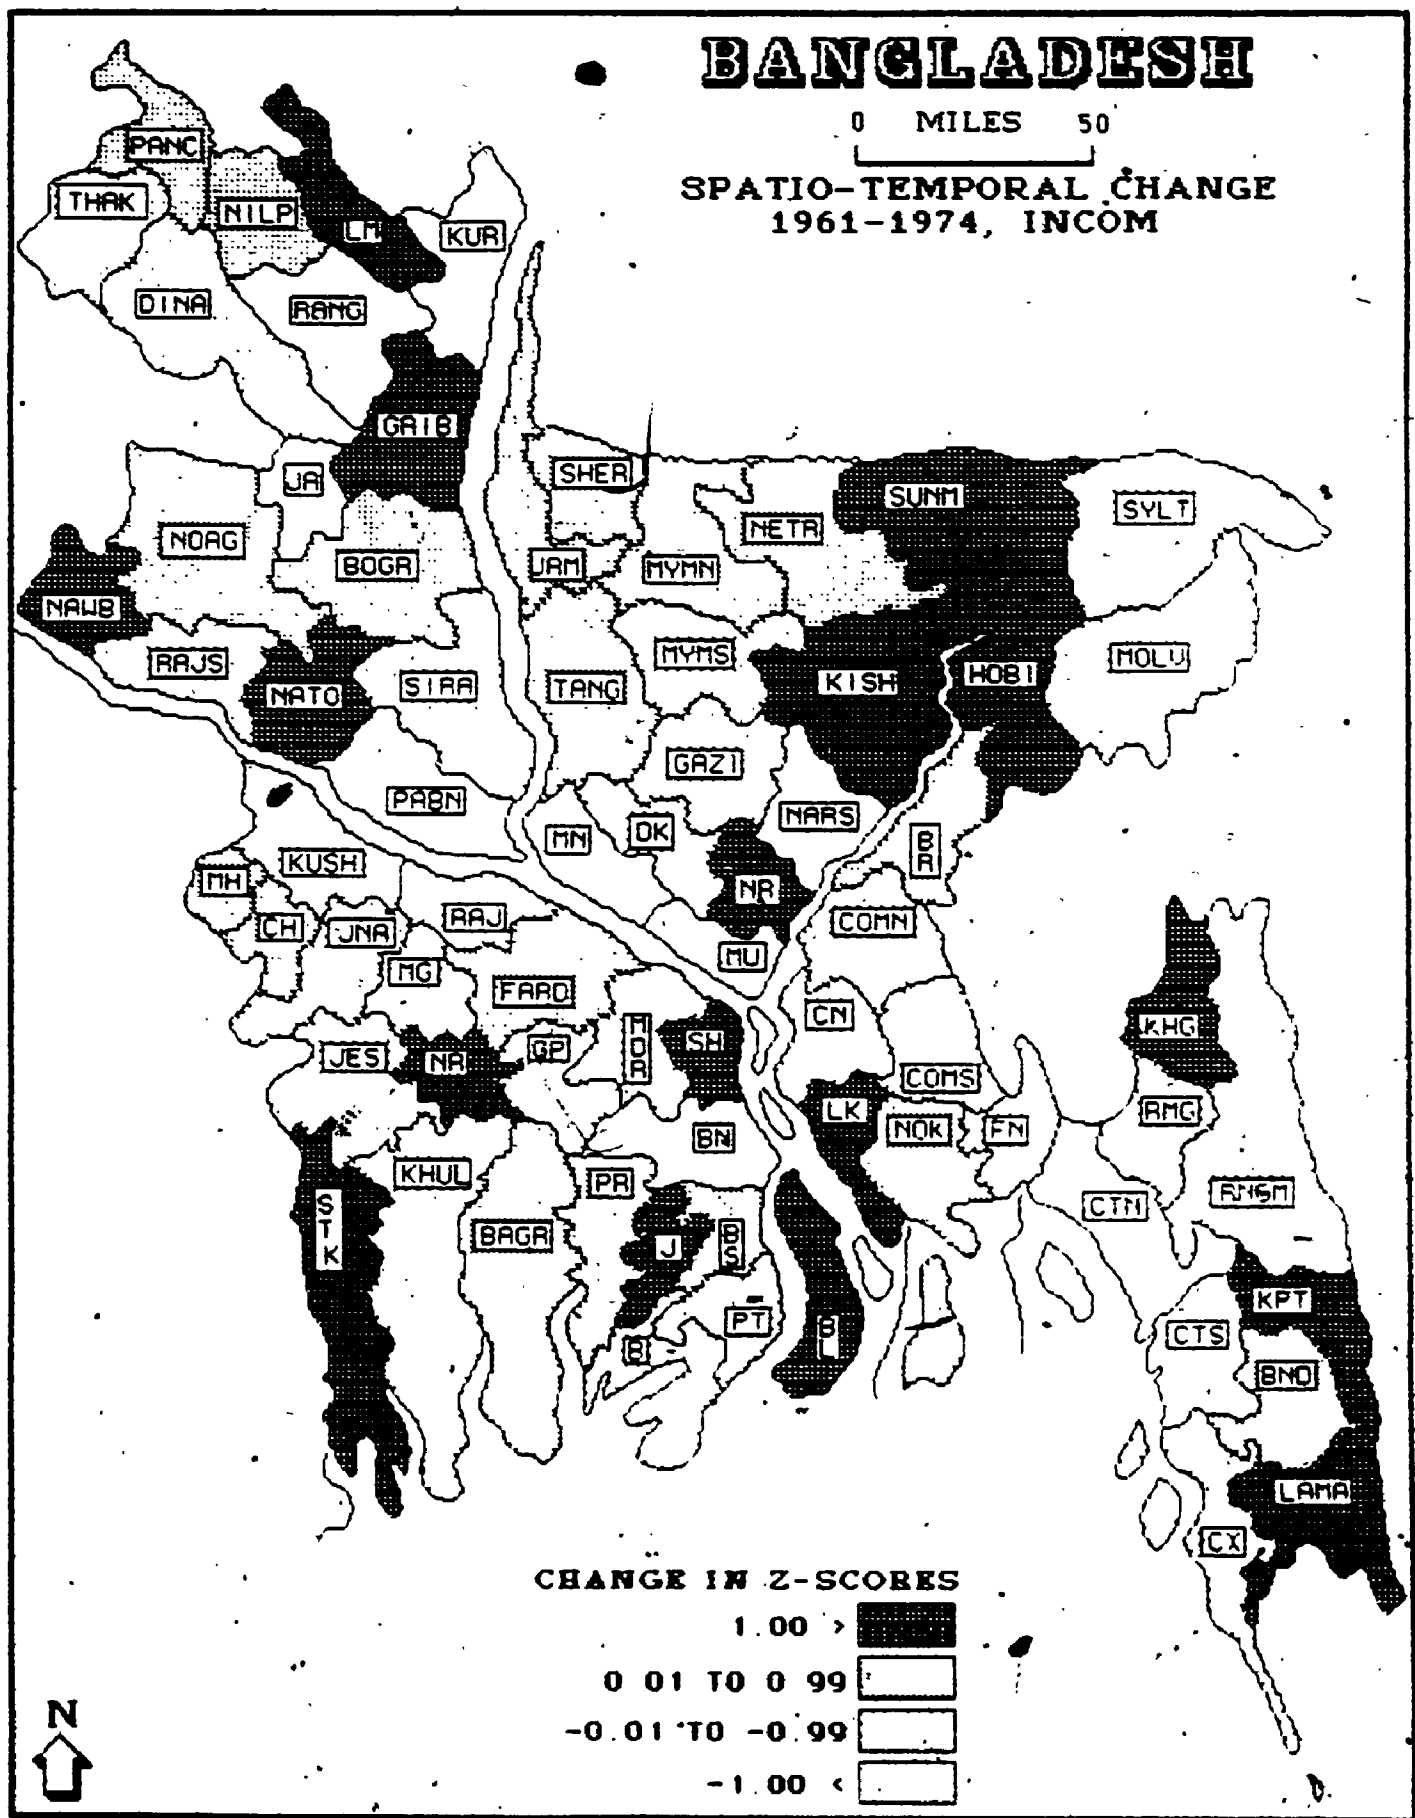 BANGLADESH
0 MILES 50
SPATIO-TEMPORAL CHANGE
1961-1974, INCOM
PANC
THAK
NILP
LM
KUR
DINA
RANG
GAIB
JA
SHER
SUNM
SYLT
NOAG
BOGR
JAM
MYMN
NETR
NAWB
RAJS
NATO
SIRA
TANG
MYMS
KISH
HOBI
MOLV
GAZI
PABN
MN
DK
NARS
BR
KUSH
MH
NR
CH
JNA
RAJ
COMN
MG
MU
FARD
CN
KHG
MDR
SH
JES
NR
GP
COMS
LK
NOK
FN
RMG
BN
KHUL
PR
STK
BAGR
J
BS
CTN
RNGM
KPT
PT
BL
B
CTS
BND
LAMA
CX
CHANGE IN Z-SCORES
1.00 >
0 01 TO 0 99
-0.01 TO -0.99
-1.00 <
N